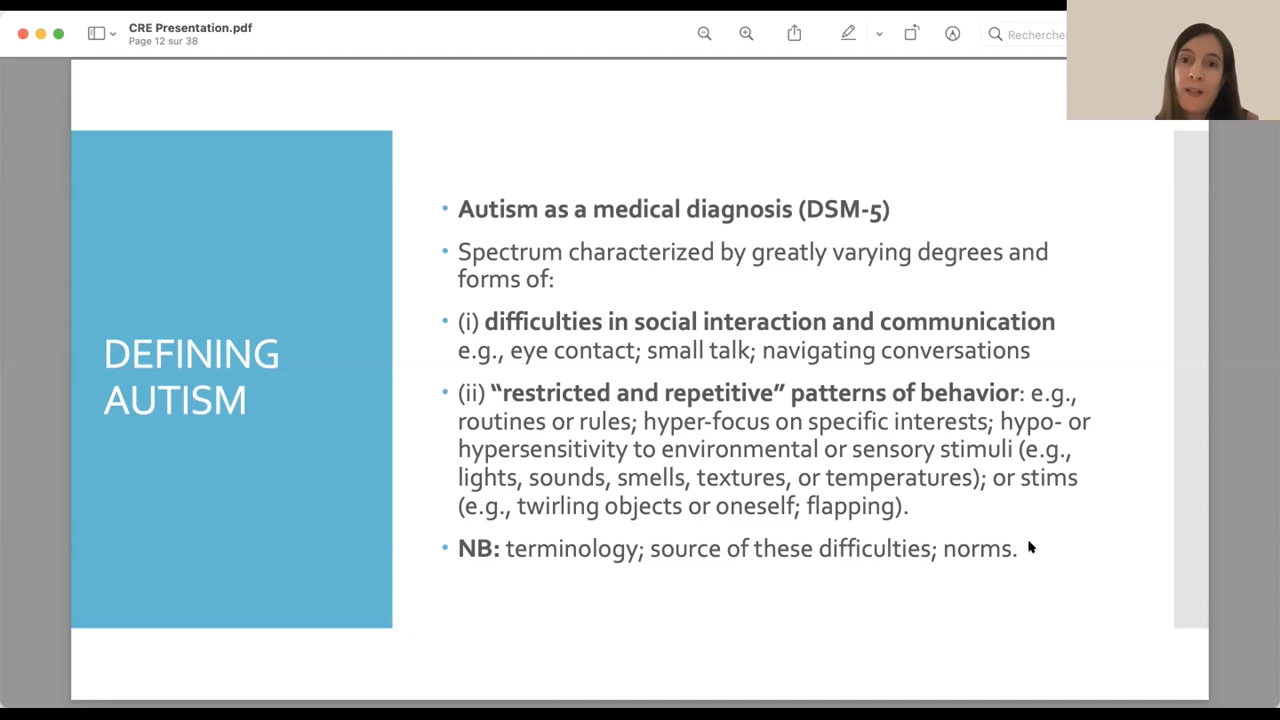 CRE Presentation.pdf
Page 12 sur 38
Rechercher
DEFINING
AUTISM
• Autism as a medical diagnosis (DSM-5)
• Spectrum characterized by greatly varying degrees and
forms of:
• (i) difficulties in social interaction and communication
e.g., eye contact; small talk; navigating conversations
• (ii) “restricted and repetitive” patterns of behavior: e.g.,
routines or rules; hyper-focus on specific interests; hypo- or
hypersensitivity to environmental or sensory stimuli (e.g.,
lights, sounds, smells, textures, or temperatures); or stims
(e.g., twirling objects or oneself; flapping).
• NB: terminology; source of these difficulties; norms.